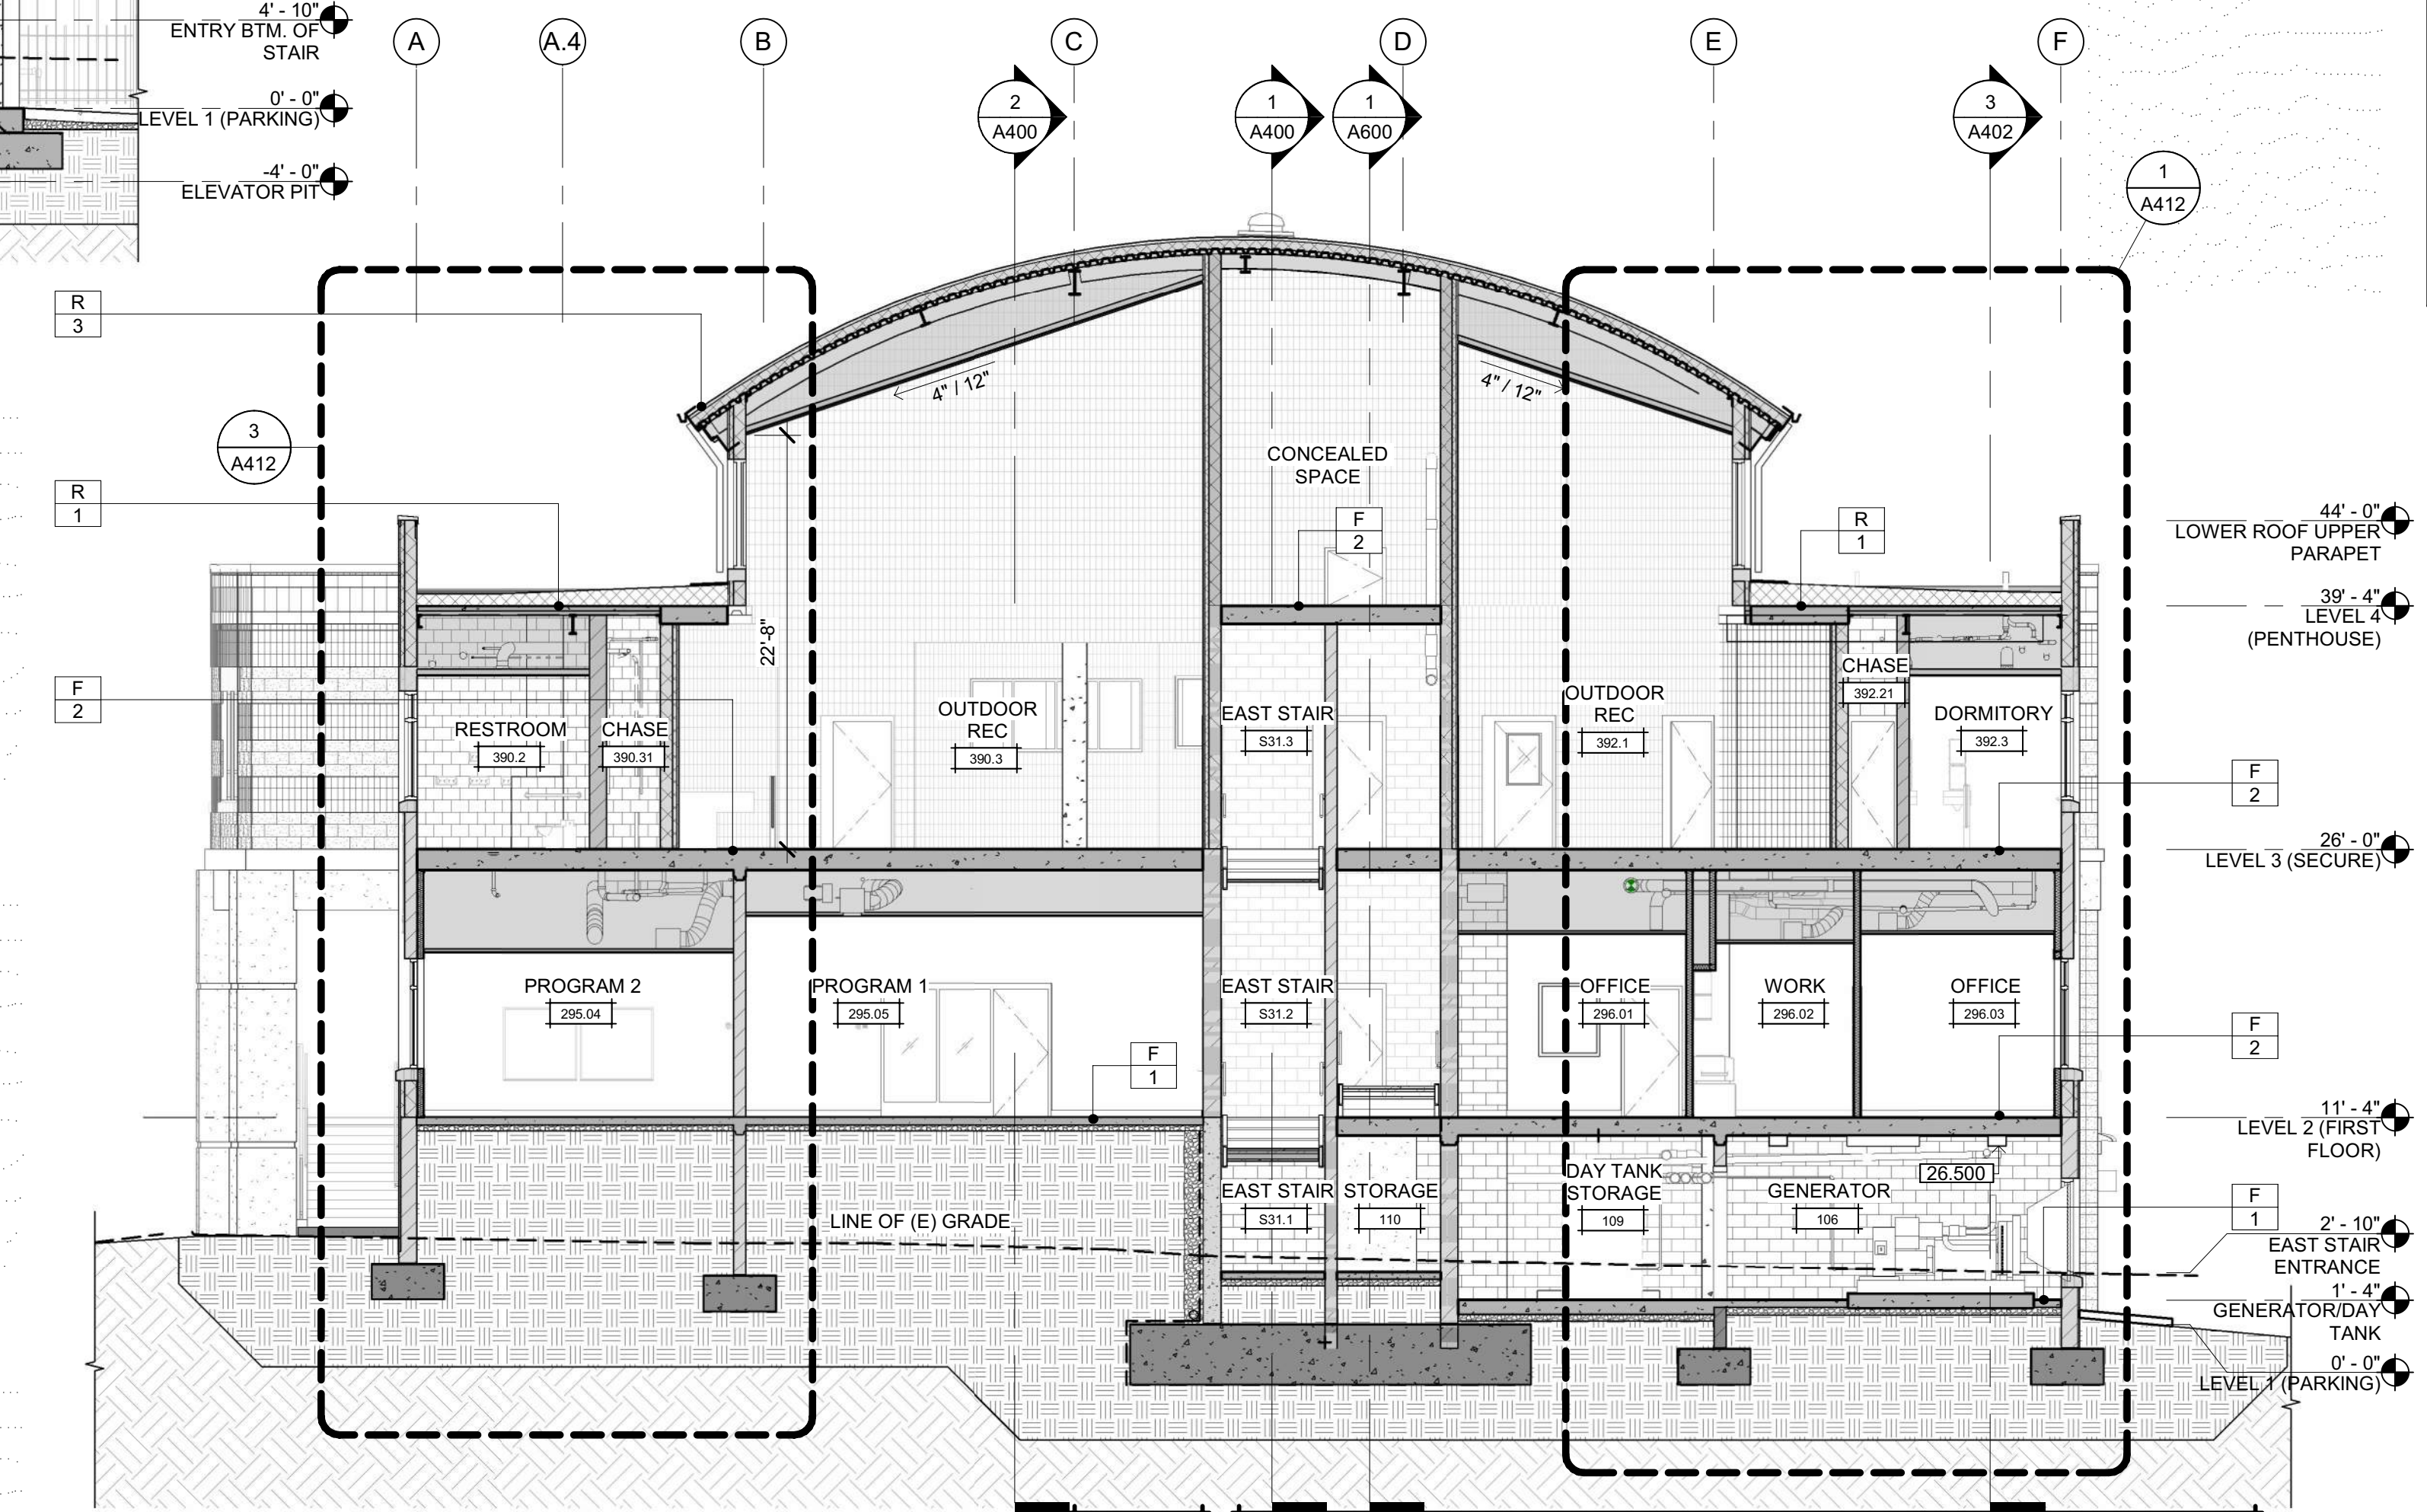 4' - 10"
ENTRY BTM. OF
STAIR
0' - 0"
LEVEL 1 (PARKING)
-4' - 0"
ELEVATOR PIT
A
A.4
B
C
D
E
F
2
A400
1
A400
1
A600
3
A402
1
A412
R
3
4" / 12"
4" / 12"
3
A412
CONCEALED
SPACE
R
1
F
2
R
1
44' - 0"
LOWER ROOF UPPER
PARAPET
39' - 4"
LEVEL 4
(PENTHOUSE)
22'-8"
F
2
RESTROOM
390.2
CHASE
390.31
OUTDOOR
REC
390.3
EAST STAIR
S31.3
OUTDOOR
REC
392.1
CHASE
392.21
DORMITORY
392.3
F
2
26' - 0"
LEVEL 3 (SECURE)
PROGRAM 2
295.04
PROGRAM 1
295.05
EAST STAIR
S31.2
OFFICE
296.01
WORK
296.02
OFFICE
296.03
F
1
F
2
11' - 4"
LEVEL 2 (FIRST
FLOOR)
LINE OF (E) GRADE
EAST STAIR
S31.1
STORAGE
110
DAY TANK
STORAGE
109
GENERATOR
106
26.500
F
1
2' - 10"
EAST STAIR
ENTRANCE
1' - 4"
GENERATOR/DAY
TANK
0' - 0"
LEVEL 1 (PARKING)